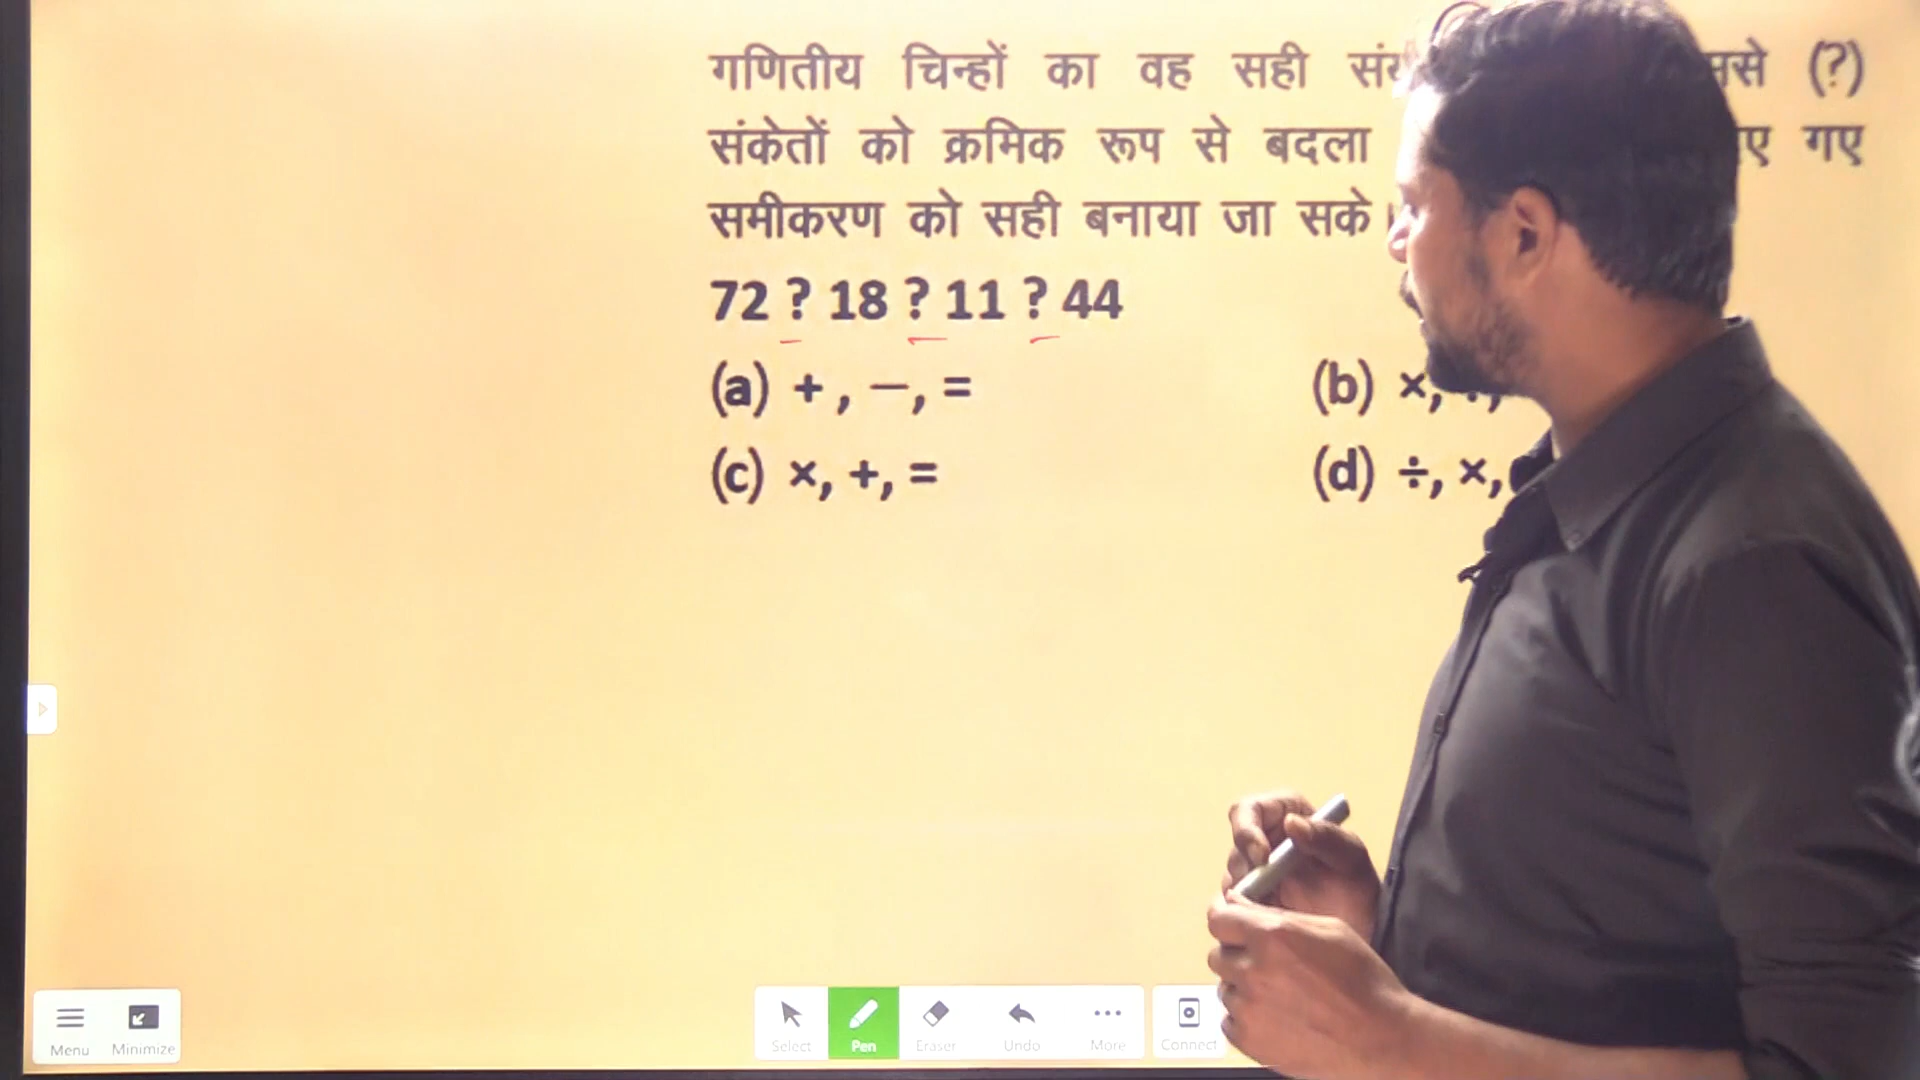 गणितीय चिन्हों का वह सही (?)
संकेतों को क्रमिक रूप से बदला गए
समीकरण को सही बनाया जा सके
72 ? 18 ? 11 ? 44
(a) + , −, = (b) ×,
(c) ×, +, = (d) ÷, ×,
Menu Minimize Select Pen Eraser Undo More Connect